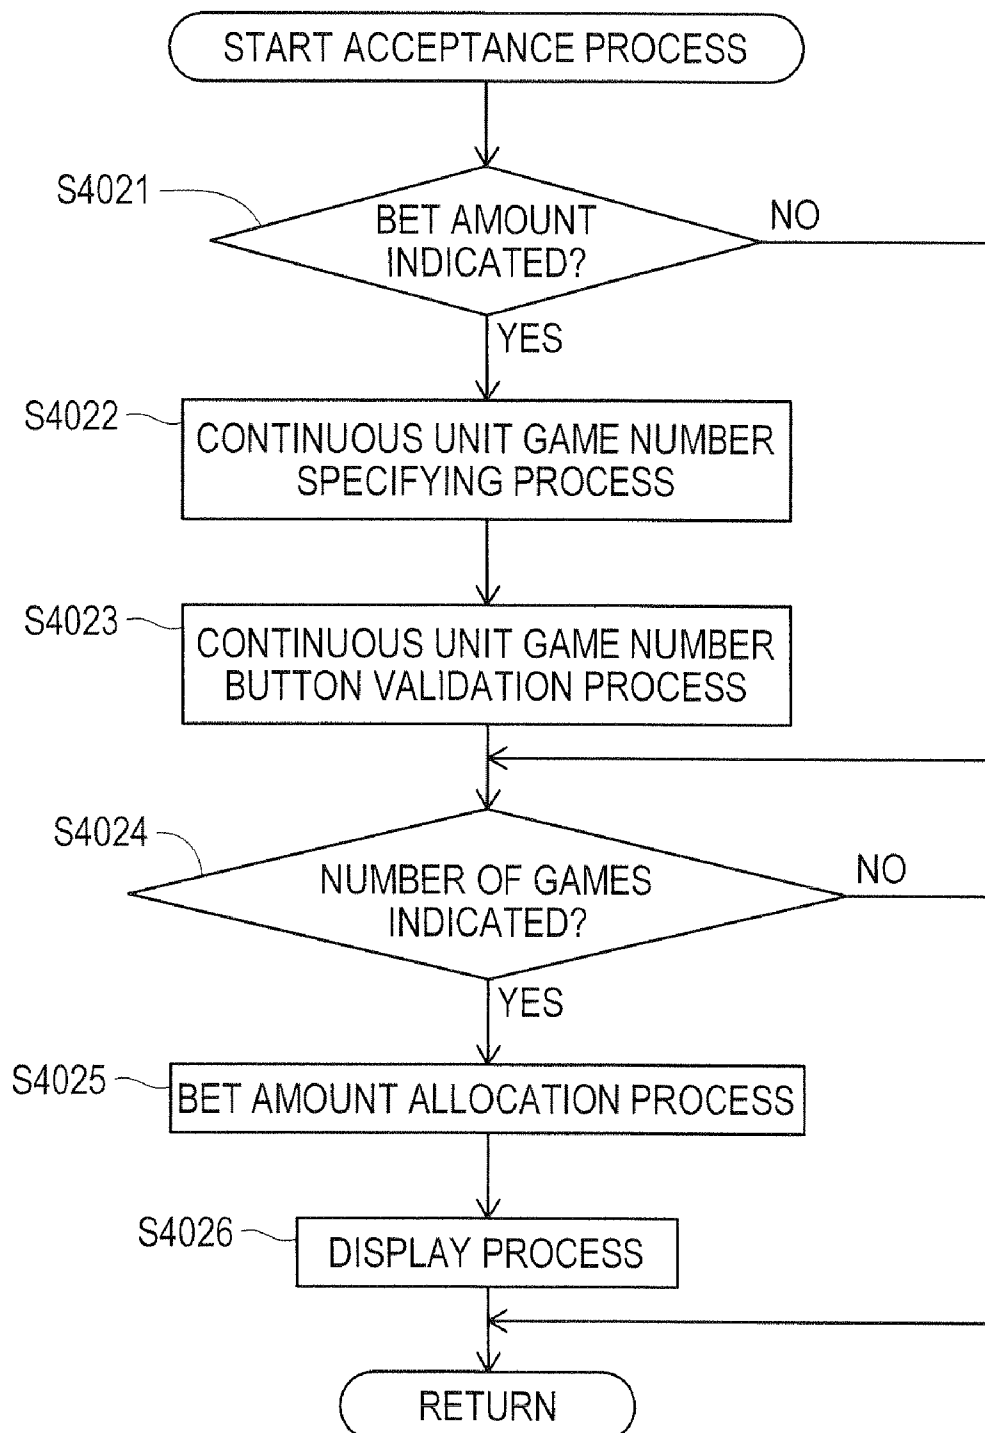 START ACCEPTANCE PROCESS
S4021
BET AMOUNT
INDICATED?
NO
YES
S4022
CONTINUOUS UNIT GAME NUMBER
SPECIFYING PROCESS
S4023
CONTINUOUS UNIT GAME NUMBER
BUTTON VALIDATION PROCESS
S4024
NUMBER OF GAMES
INDICATED?
NO
YES
S4025
BET AMOUNT ALLOCATION PROCESS
S4026
DISPLAY PROCESS
RETURN